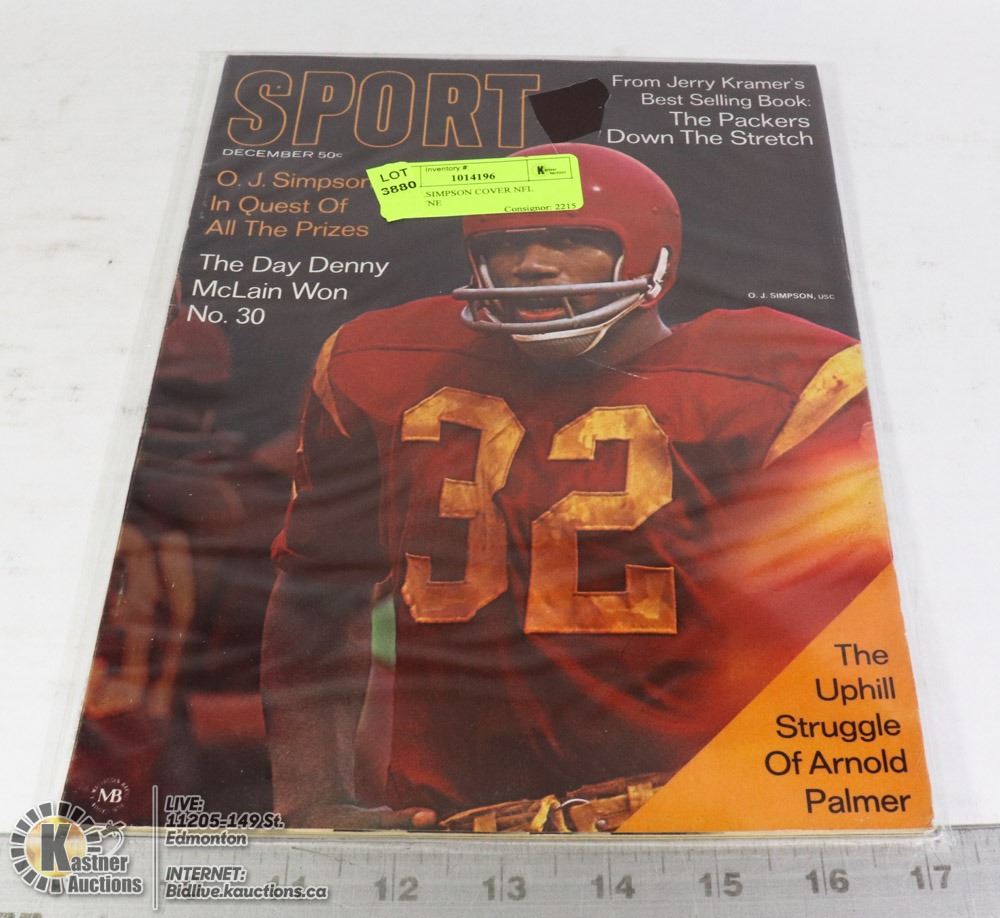 SPORT
DECEMBER 50¢
From Jerry Kramer's
Best Selling Book:
The Packers
Down The Stretch
LOT
3880
Inventory #
1014196
Kastner
Auctions
SIMPSON COVER NFL
NE
Consignor: 2215
O. J. Simpson
In Quest Of
All The Prizes
The Day Denny
McLain Won
No. 30
O. J. SIMPSON, USC
32
The
Uphill
Struggle
Of Arnold
Palmer
MB
Kastner
Auctions
LIVE:
11205-149 St.
Edmonton
INTERNET:
Bidlive.kauctions.ca
11 12 13 14 15 16 17